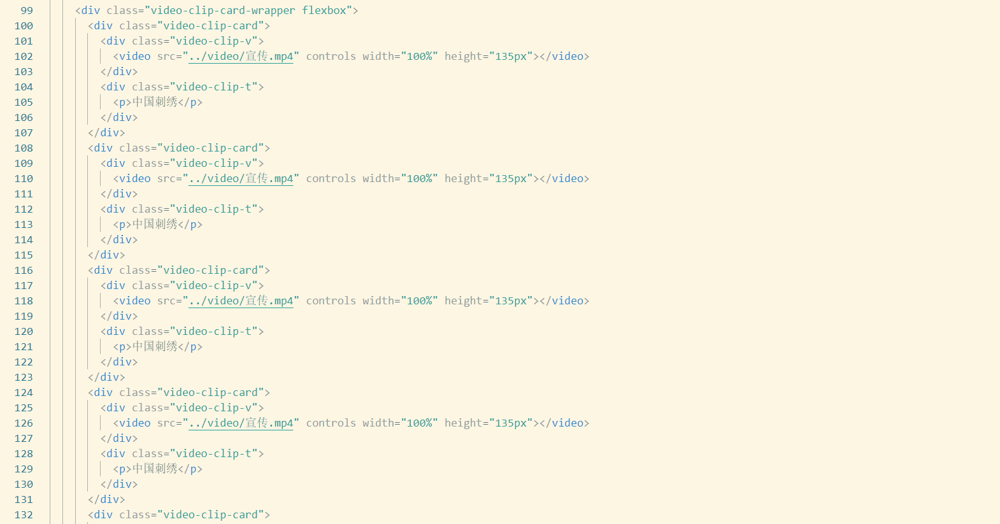 99 <div class="video-clip-card-wrapper flexbox">
100 <div class="video-clip-card">
101 <div class="video-clip-v">
102 <video src="../video/宣传.mp4" controls width="100%" height="135px"></video>
103 </div>
104 <div class="video-clip-t">
105 <p>中国刺绣</p>
106 </div>
107 </div>
108 <div class="video-clip-card">
109 <div class="video-clip-v">
110 <video src="../video/宣传.mp4" controls width="100%" height="135px"></video>
111 </div>
112 <div class="video-clip-t">
113 <p>中国刺绣</p>
114 </div>
115 </div>
116 <div class="video-clip-card">
117 <div class="video-clip-v">
118 <video src="../video/宣传.mp4" controls width="100%" height="135px"></video>
119 </div>
120 <div class="video-clip-t">
121 <p>中国刺绣</p>
122 </div>
123 </div>
124 <div class="video-clip-card">
125 <div class="video-clip-v">
126 <video src="../video/宣传.mp4" controls width="100%" height="135px"></video>
127 </div>
128 <div class="video-clip-t">
129 <p>中国刺绣</p>
130 </div>
131 </div>
132 <div class="video-clip-card">